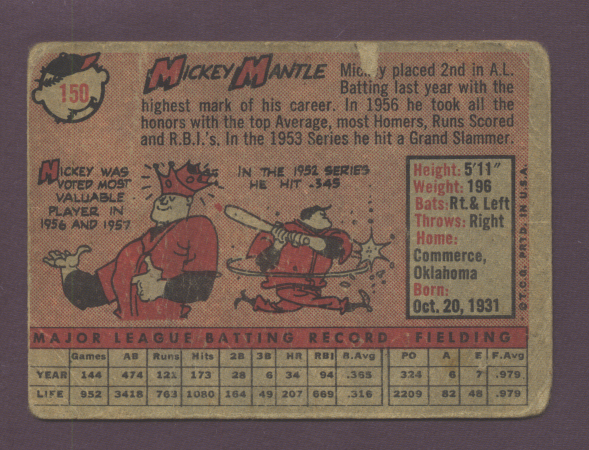 150
MICKEY MANTLE
Mickey placed 2nd in A.L.
Batting last year with the
highest mark of his career. In 1956 he took all the
honors with the top Average, most Homers, Runs Scored
and R.B.I.'s. In the 1953 Series he hit a Grand Slammer.
MICKEY WAS
VOTED MOST
VALUABLE
PLAYER IN
1956 AND 1957
IN THE 1952 SERIES
HE HIT .345
Height: 5'11"
Weight: 196
Bats: Rt. & Left
Throws: Right
Home:
Commerce,
Oklahoma
Born:
Oct. 20, 1931
© T.C.G. PRTD. IN U.S.A.
MAJOR LEAGUE BATTING RECORD FIELDING
Games AB Runs Hits 2B 3B HR RBI B.Avg PO A E F.Avg
YEAR 144 474 121 173 28 6 34 94 .365 324 6 7 .979
LIFE 952 3418 763 1080 164 49 207 669 .316 2209 82 48 .979